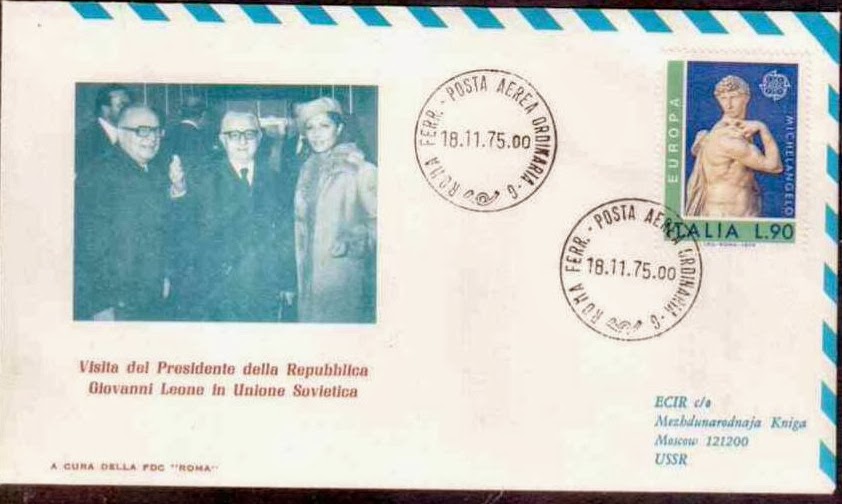 ROMA FERR. - POSTA AEREA ORDINARIA - G
18.11.75.00
EUROPA
MICHELANGELO
ITALIA L.90
ROMA FERR. - POSTA AEREA ORDINARIA - G
18.11.75.00
Visita del Presidente della Repubblica
Giovanni Leone in Unione Sovietica
ECIR c/o
Mezhdunarodnaja Kniga
Moscow 121200
USSR
A CURA DELLA FDC "ROMA"